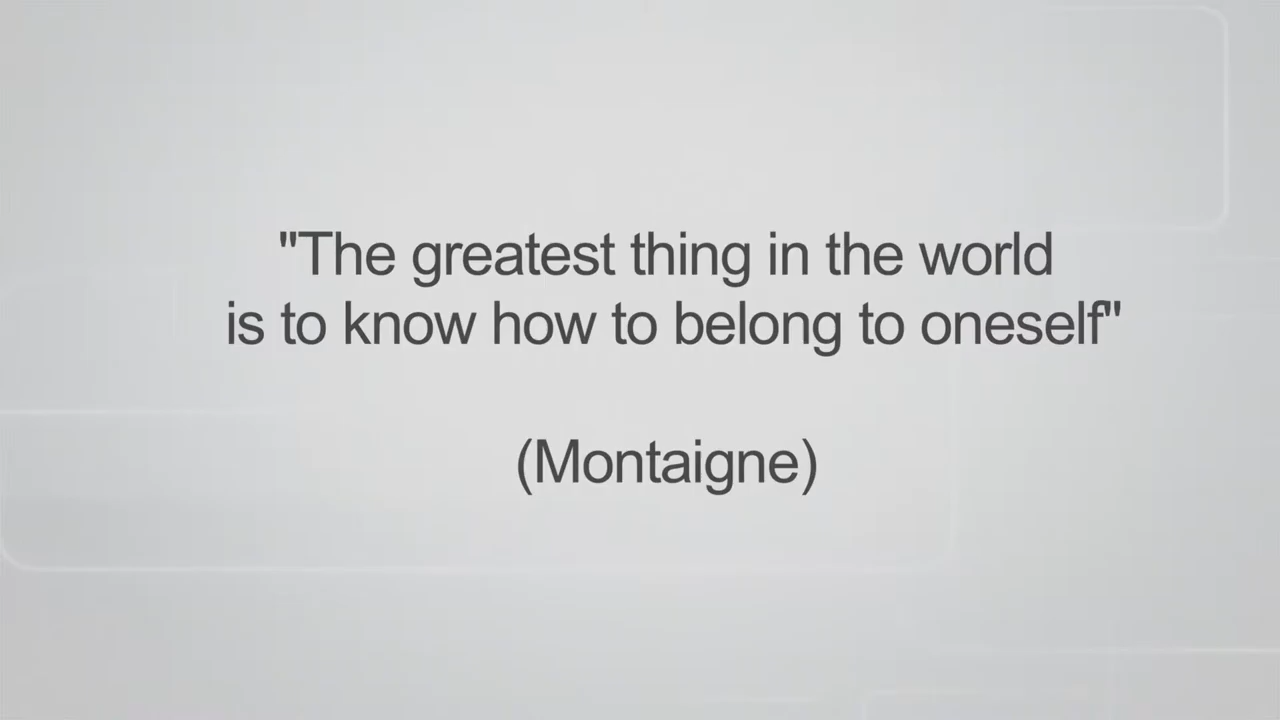 "The greatest thing in the world
is to know how to belong to oneself"
(Montaigne)